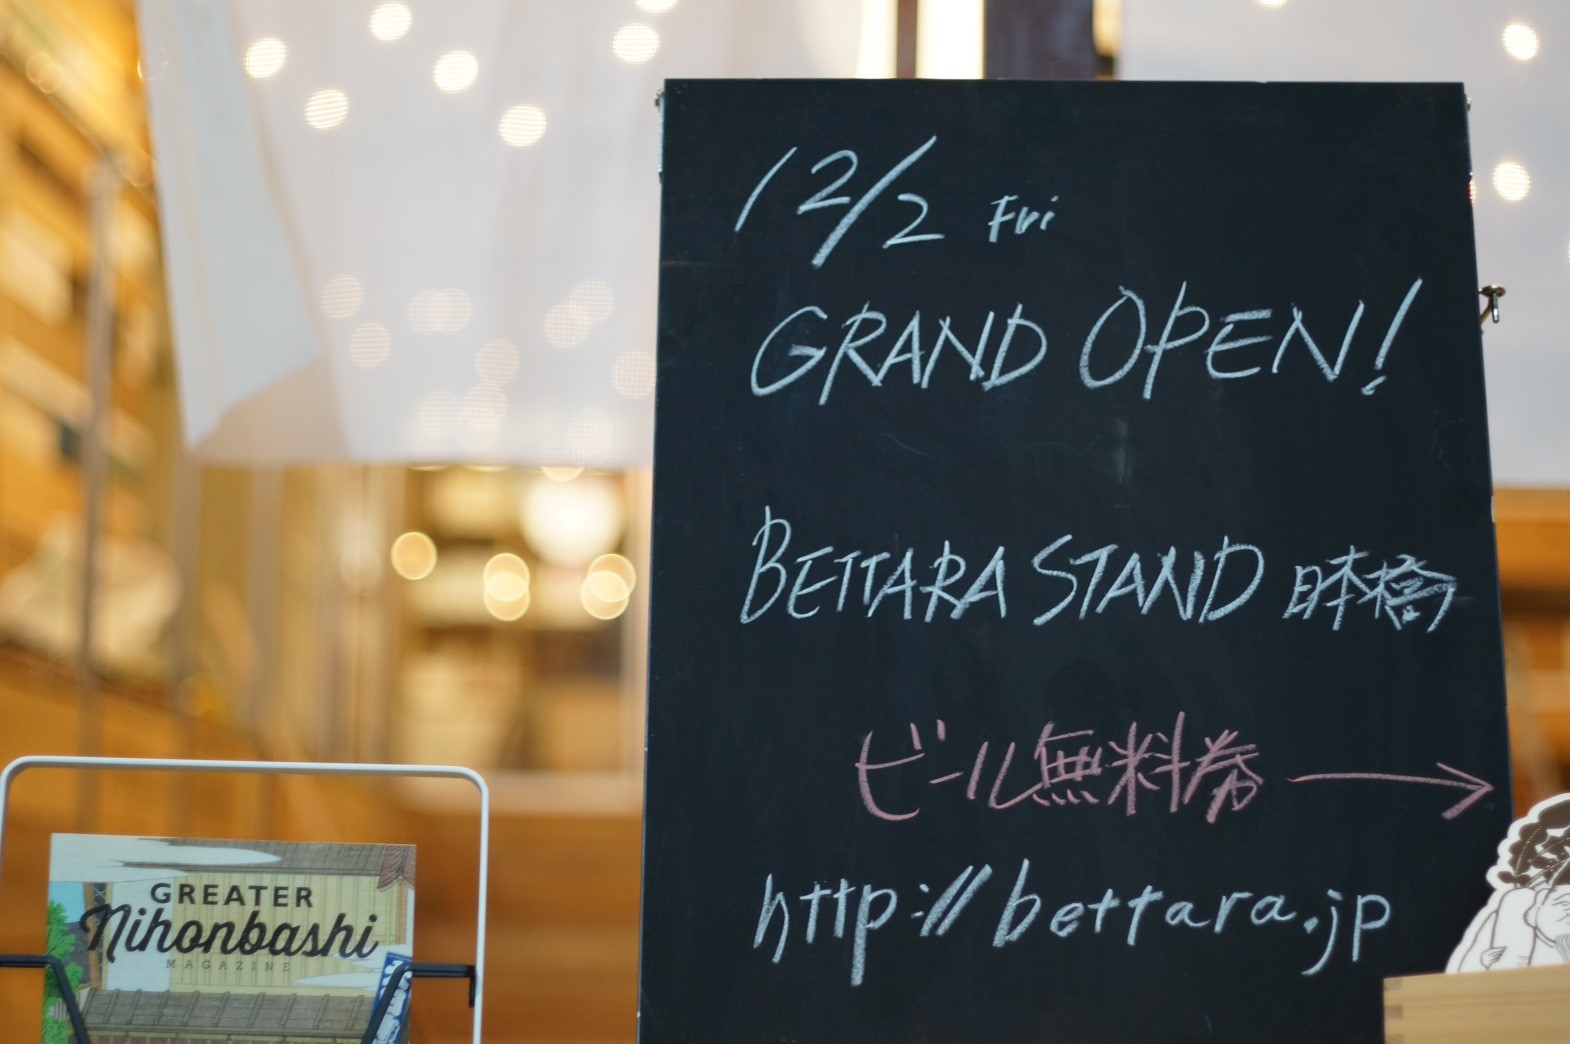 12/2 Fri
GRAND OPEN!
BETTARA STAND 日本橋
ビール無料券 →
http://bettara.jp
GREATER
Nihonbashi
MAGAZINE